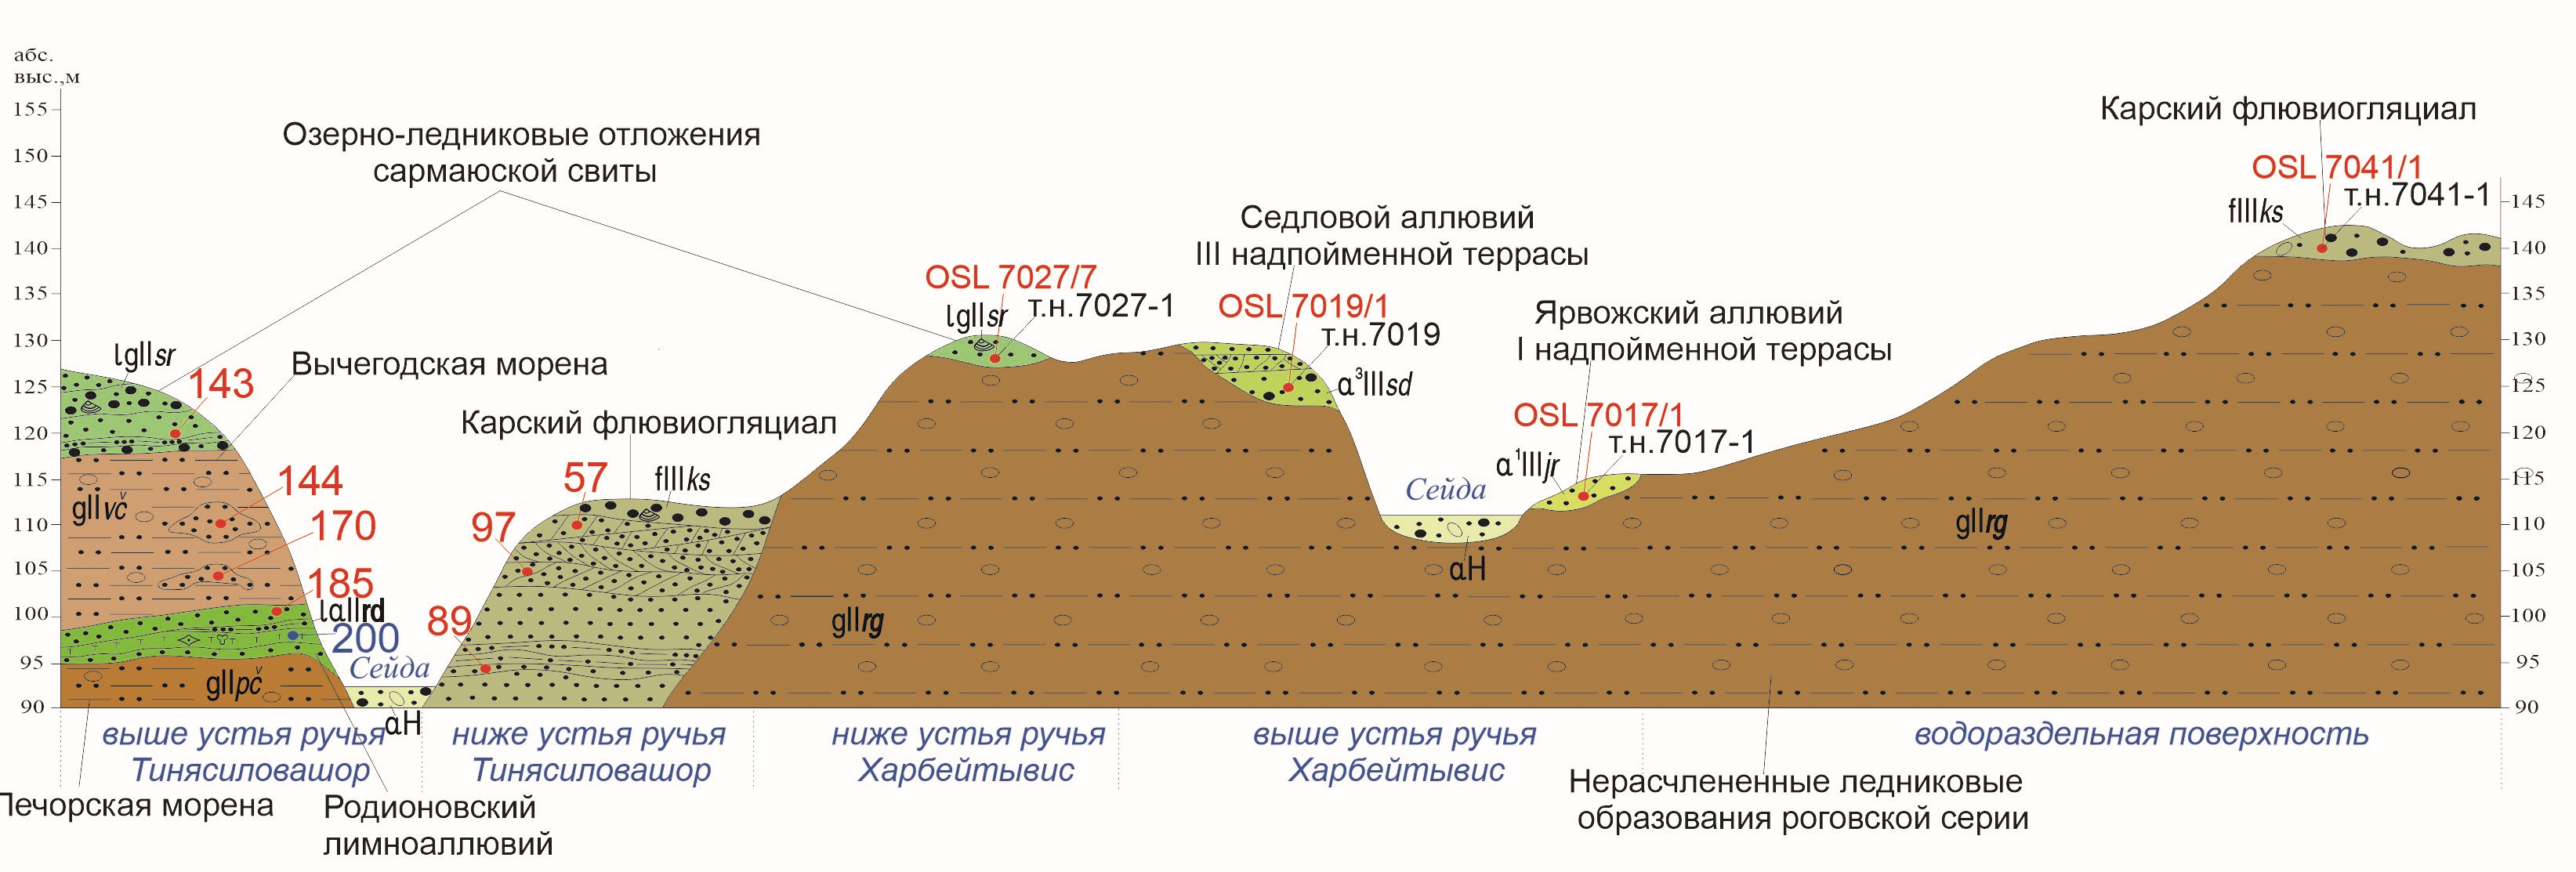 абс.
выс.,м
155
150
145
140
135
130
125
120
115
110
105
100
95
90
Озерно-ледниковые отложения
сармаюской свиты
lgIIsr
143
Вычегодская морена
144
170
185
gIIvč
lαIIrd
200
Сейда
gIIpč
αH
Карский флювиогляциал
57
fIIIks
97
89
OSL 7027/7
lgIIsr
т.н.7027-1
Седловой аллювий
III надпойменной террасы
OSL 7019/1
т.н.7019
α³IIIsd
Ярвожский аллювий
I надпойменной террасы
OSL 7017/1
т.н.7017-1
α¹IIIjr
Сейда
αH
gIIrg
gIIrg
Карский флювиогляциал
OSL 7041/1
т.н.7041-1
fIIIks
145
140
135
130
125
120
115
110
105
100
95
90
выше устья ручья
Тинясиловашор
ниже устья ручья
Тинясиловашор
ниже устья ручья
Харбейтывис
выше устья ручья
Харбейтывис
водораздельная поверхность
Печорская морена
Родионовский
лимноаллювий
Нерасчлененные ледниковые
образования роговской серии